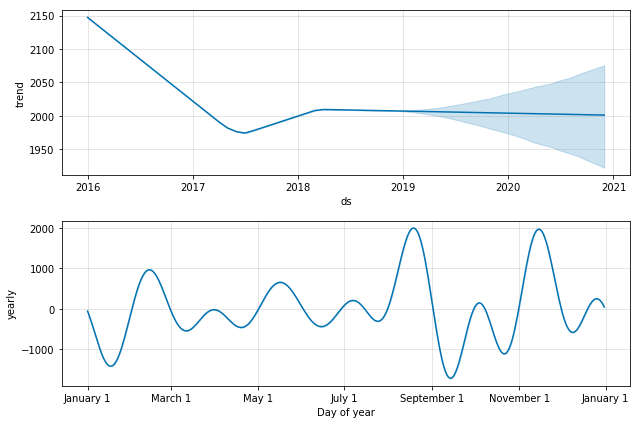 2150
2100
2050
2000
1950
trend
2016 2017 2018 2019 2020 2021
ds
2000
1000
0
−1000
yearly
January 1 March 1 May 1 July 1 September 1 November 1 January 1
Day of year